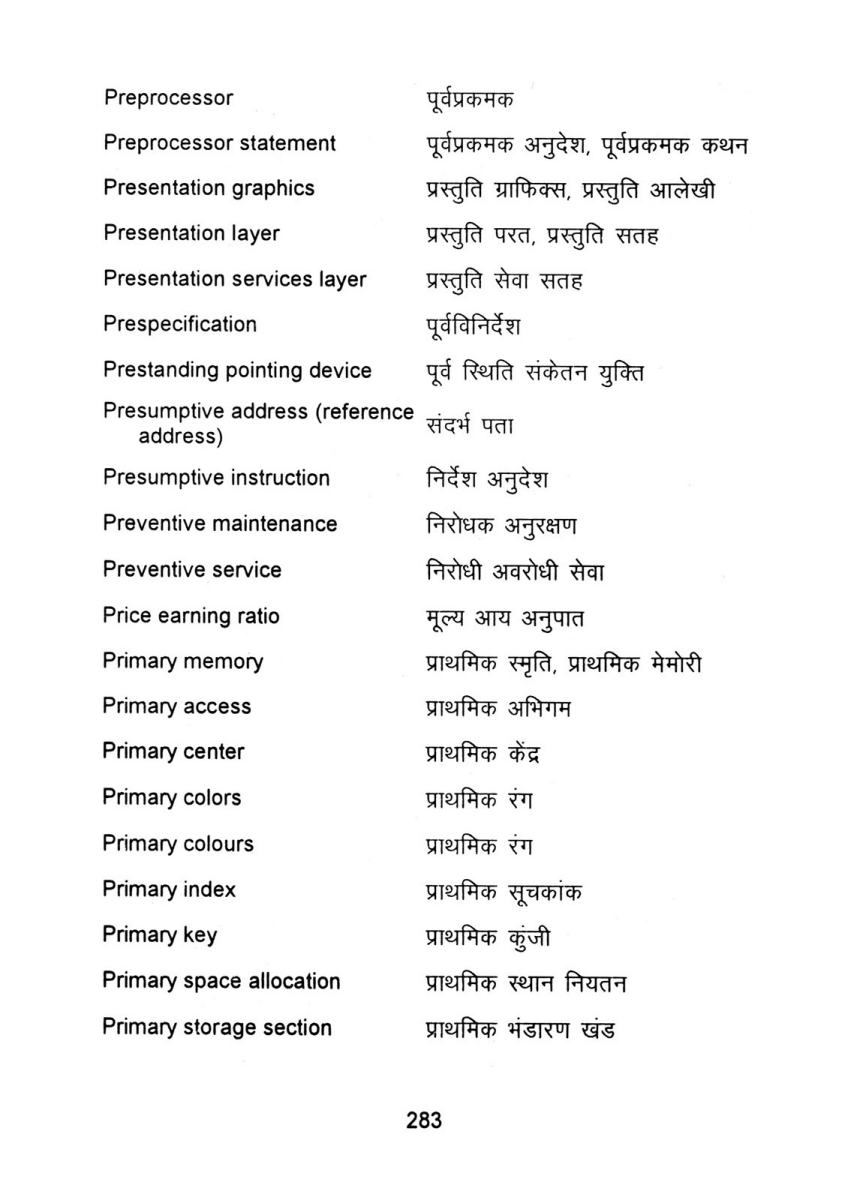 Preprocessor पूर्वप्रकमक
Preprocessor statement पूर्वप्रकमक अनुदेश, पूर्वप्रकमक कथन
Presentation graphics प्रस्तुति ग्राफिक्स, प्रस्तुति आलेखी
Presentation layer प्रस्तुति परत, प्रस्तुति सतह
Presentation services layer प्रस्तुति सेवा सतह
Prespecification पूर्वविनिर्देश
Prestanding pointing device पूर्व स्थिति संकेतन युक्ति
Presumptive address (reference
address) संदर्भ पता
Presumptive instruction निर्देश अनुदेश
Preventive maintenance निरोधक अनुरक्षण
Preventive service निरोधी अवरोधी सेवा
Price earning ratio मूल्य आय अनुपात
Primary memory प्राथमिक स्मृति, प्राथमिक मेमोरी
Primary access प्राथमिक अभिगम
Primary center प्राथमिक केंद्र
Primary colors प्राथमिक रंग
Primary colours प्राथमिक रंग
Primary index प्राथमिक सूचकांक
Primary key प्राथमिक कुंजी
Primary space allocation प्राथमिक स्थान नियतन
Primary storage section प्राथमिक भंडारण खंड
283